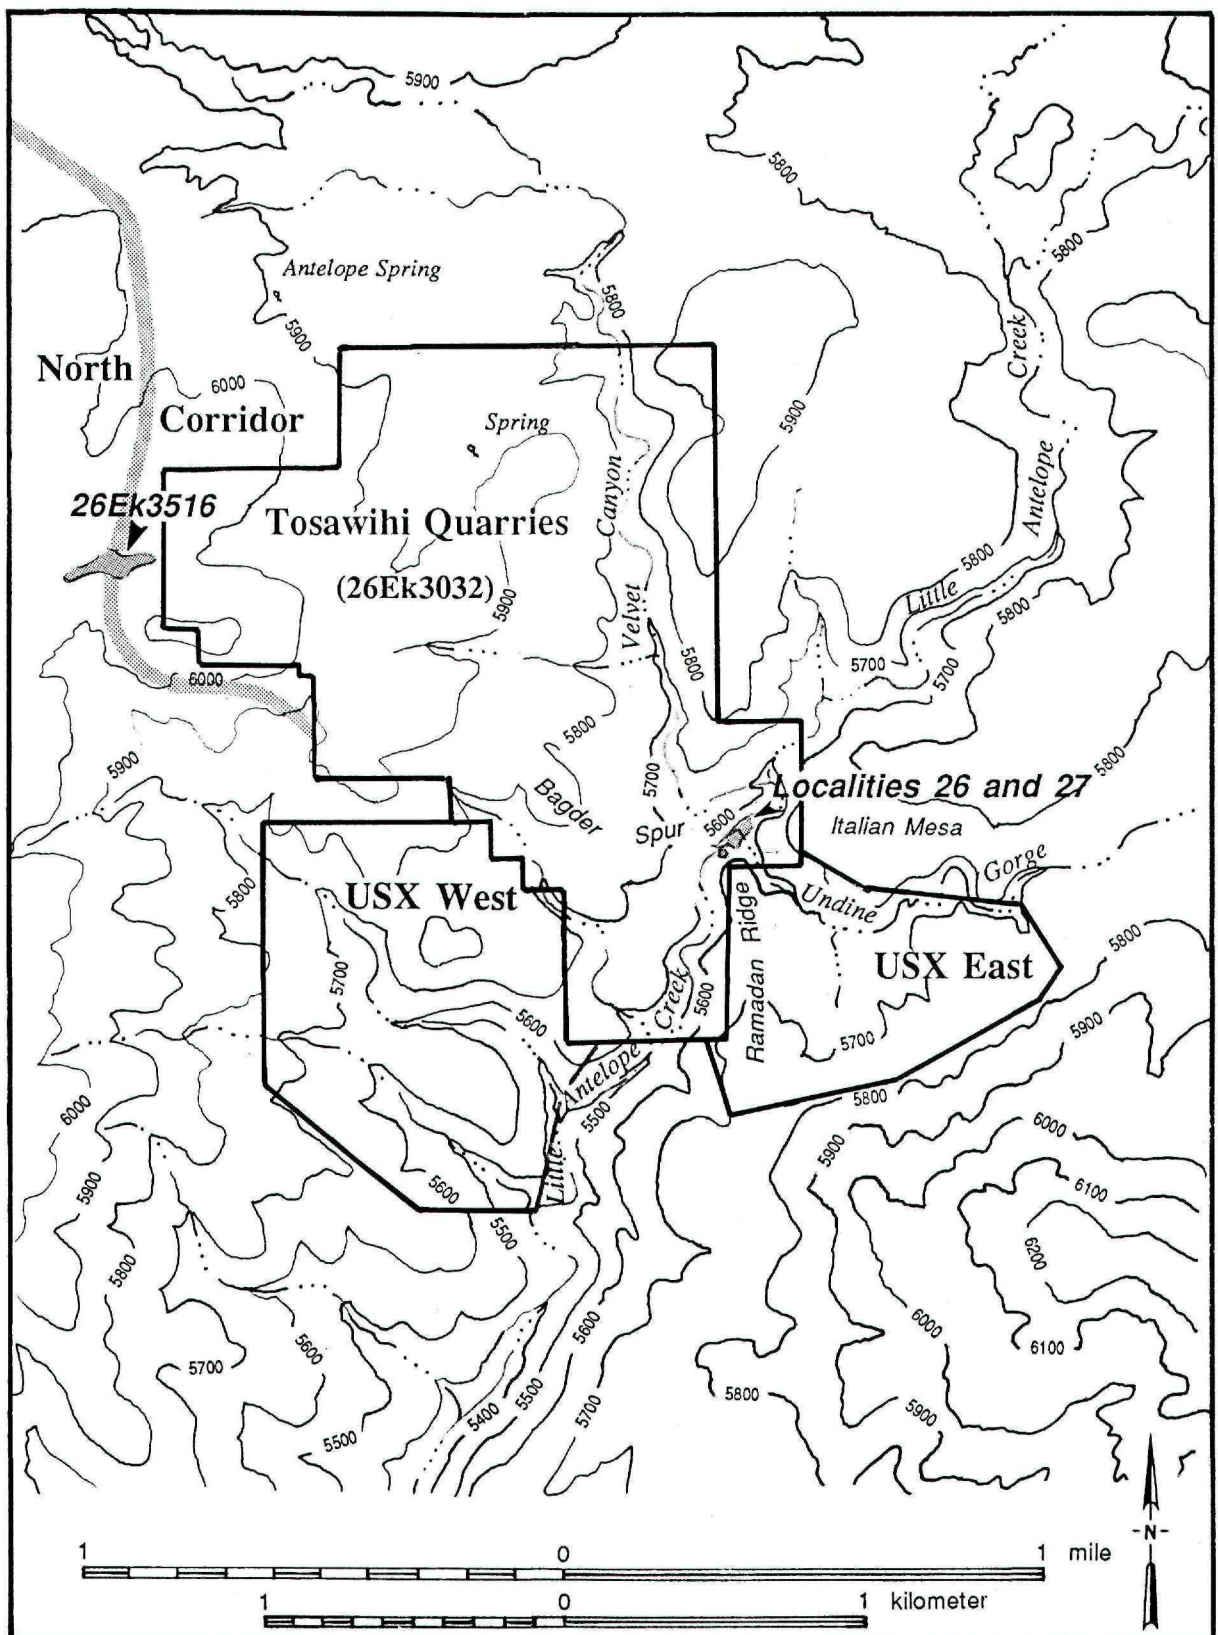 5900
5800
5800
Antelope Spring
5800
5900
Creek
North
6000
5900
Corridor
Spring
Antelope
26Ek3516
Canyon
Tosawihi Quarries
5800
(26Ek3032)
5900
Little
5800
Velvet
5800
5700
5700
6000
5800
5900
5700
5800
Bagder
Spur
5600
Localities 26 and 27
Italian Mesa
Gorge
5800
USX West
Undine
5800
5700
Ramadan Ridge
USX East
Creek
5600
5900
5600
5700
Antelope
5500
5800
6000
6000
5900
5900
Little
6100
5600
5500
6200
5800
5600
5600
6000
6100
5700
5800
5500
5400
5700
5900
5500
-N-
1 0 1 mile
1 0 1 kilometer